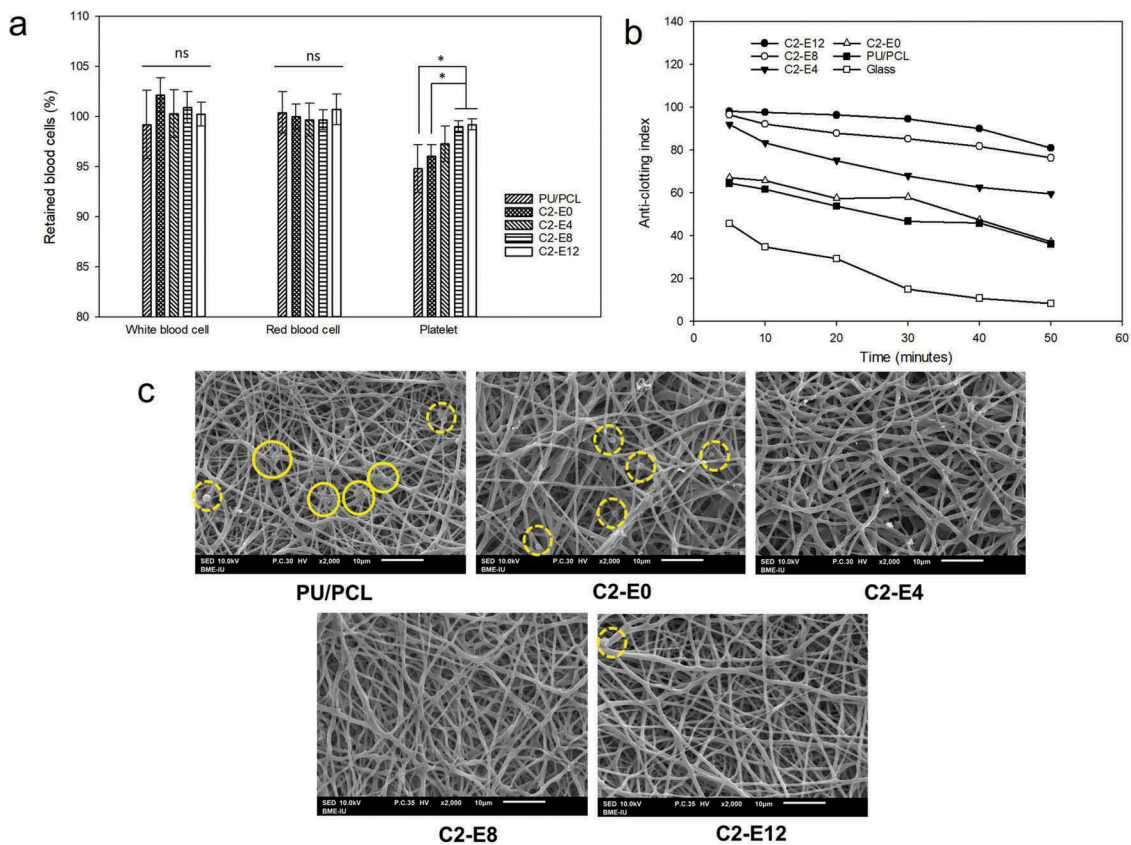 a
Retained blood cells (%)
110
105
100
95
90
85
80
ns
ns
*
*
PU/PCL
C2-E0
C2-E4
C2-E8
C2-E12
White blood cell
Red blood cell
Platelet
b
Anti-clotting index
140
120
100
80
60
40
20
0
C2-E12
C2-E8
C2-E4
C2-E0
PU/PCL
Glass
0 10 20 30 40 50 60
Time (minutes)
c
SED 10.0kV P.C.30 HV x2,000 10µm
BME-IU
PU/PCL
SED 10.0kV P.C.30 HV x2,000 10µm
BME-IU
C2-E0
SED 10.0kV P.C.30 HV x2,000 10µm
BME-IU
C2-E4
SED 10.0kV P.C.35 HV x2,000 10µm
BME-IU
C2-E8
SED 10.0kV P.C.35 HV x2,000 10µm
BME-IU
C2-E12